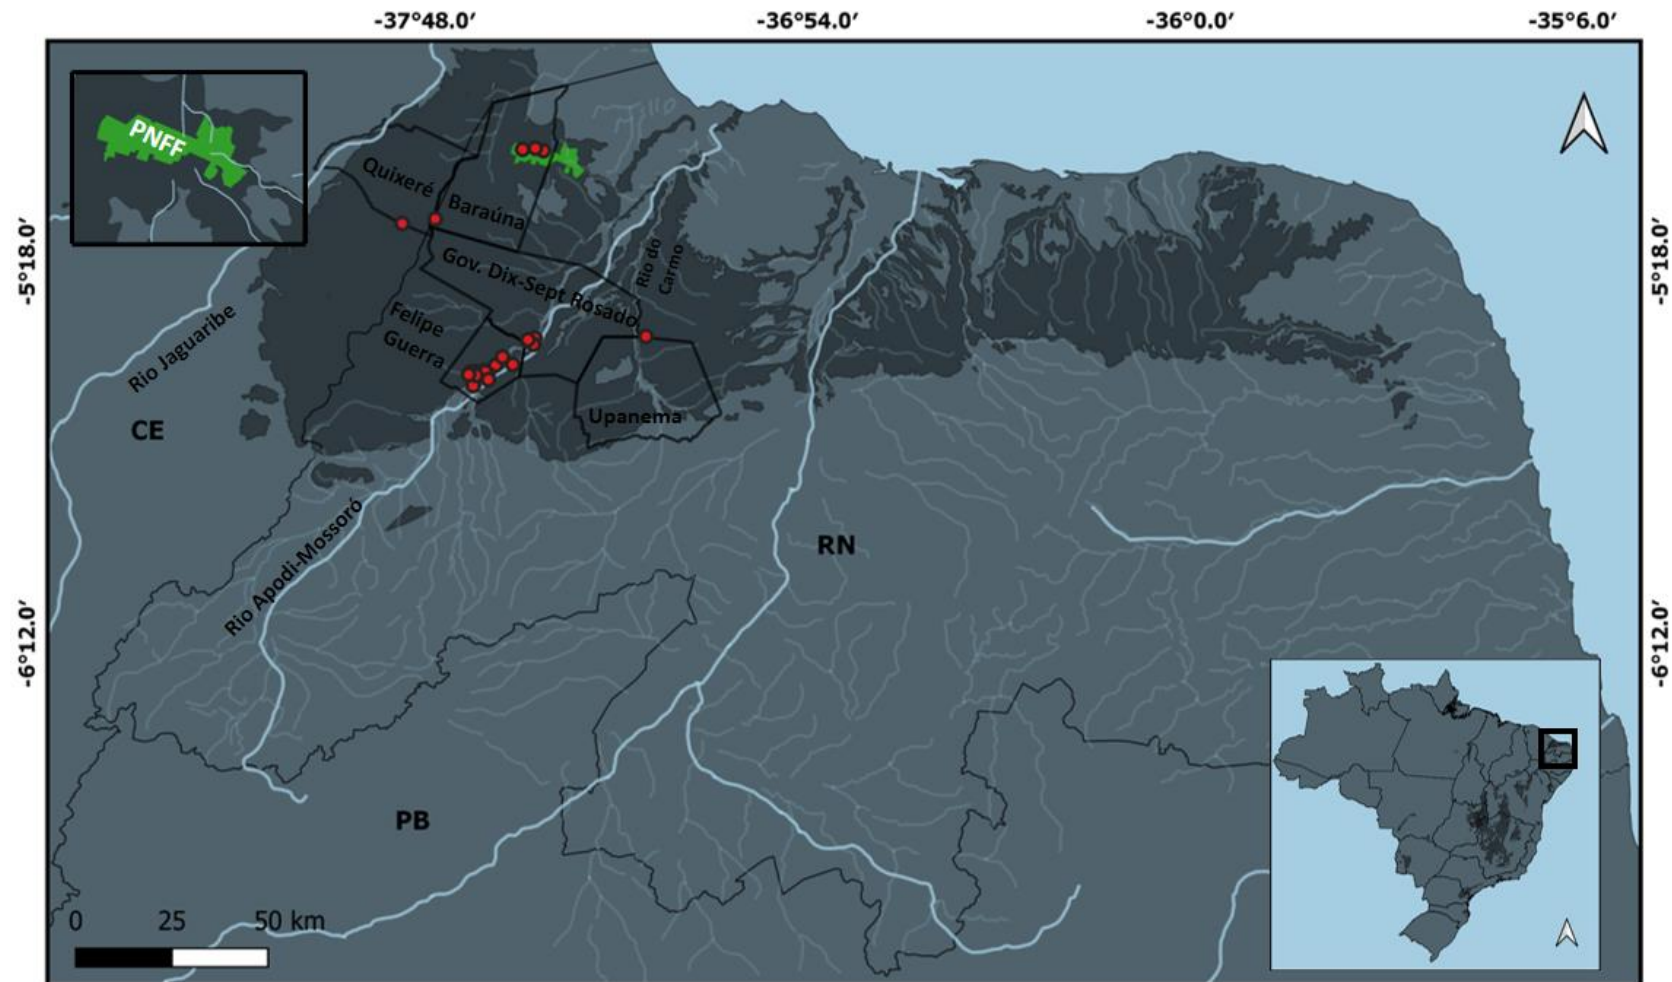 -37°48.0′ -36°54.0′ -36°0.0′ -35°6.0′
PNFF
Quixeré
Baraúna
-5°18.0′
-5°18.0′
Gov. Dix-Sept Rosado
Rio do
Carmo
Felipe
Guerra
Rio Jaguaribe
Upanema
CE
Rio Apodi-Mossoró
RN
-6°12.0′
-6°12.0′
PB
0 25 50 km